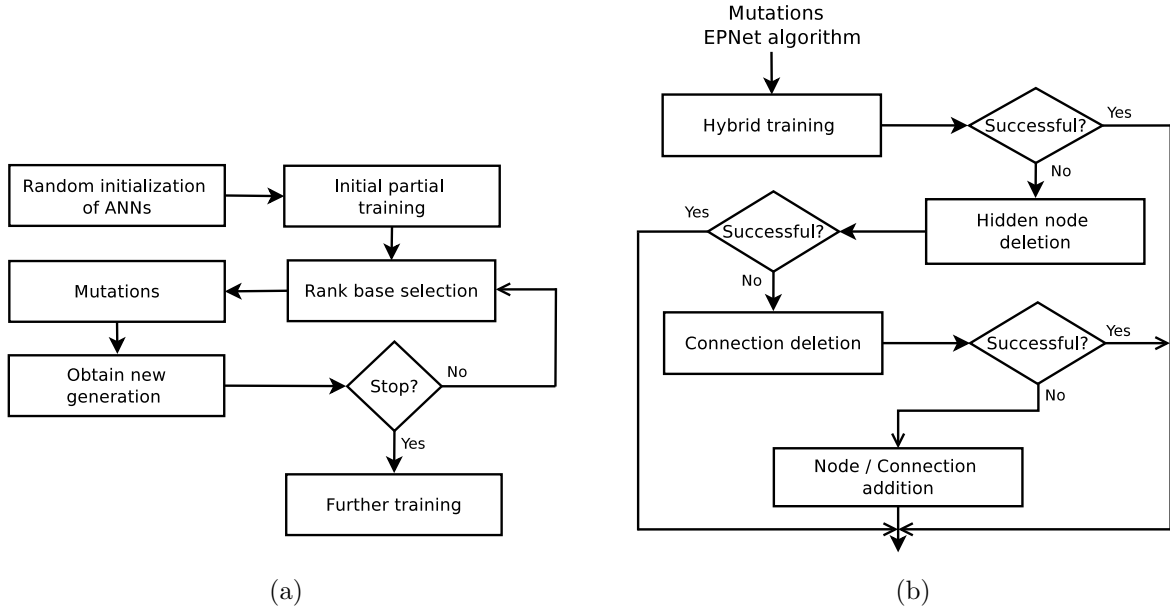 Random initialization
of ANNs
Initial partial
training
Rank base selection
Mutations
Obtain new
generation
Stop?
No
Yes
Further training
(a)
Mutations
EPNet algorithm
Hybrid training
Successful?
Yes
No
Hidden node
deletion
Successful?
Yes
No
Connection deletion
Successful?
Yes
No
Node / Connection
addition
(b)